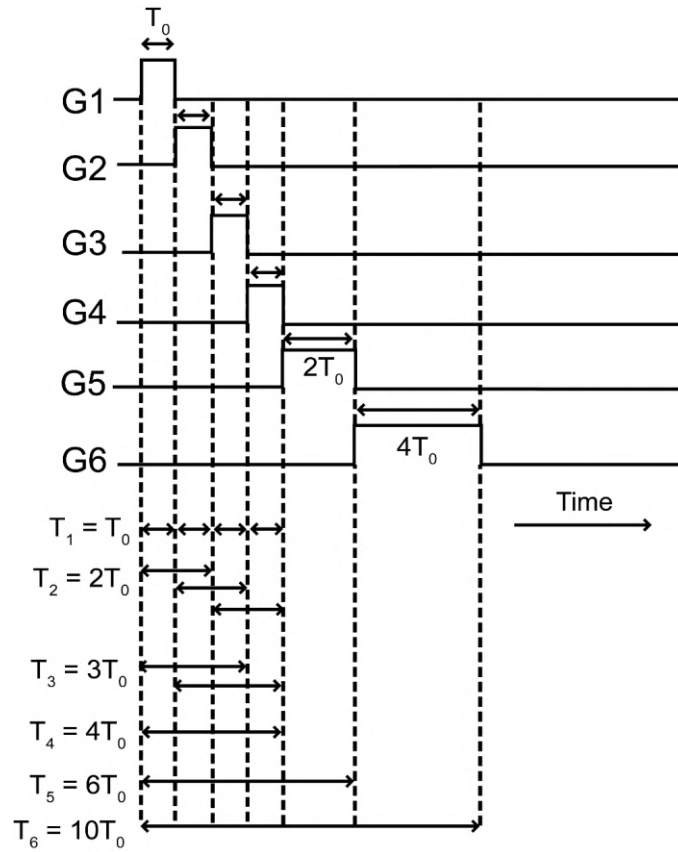 T₀
G1
G2
G3
G4
2T₀
G5
4T₀
G6
Time
T₁ = T₀
T₂ = 2T₀
T₃ = 3T₀
T₄ = 4T₀
T₅ = 6T₀
T₆ = 10T₀